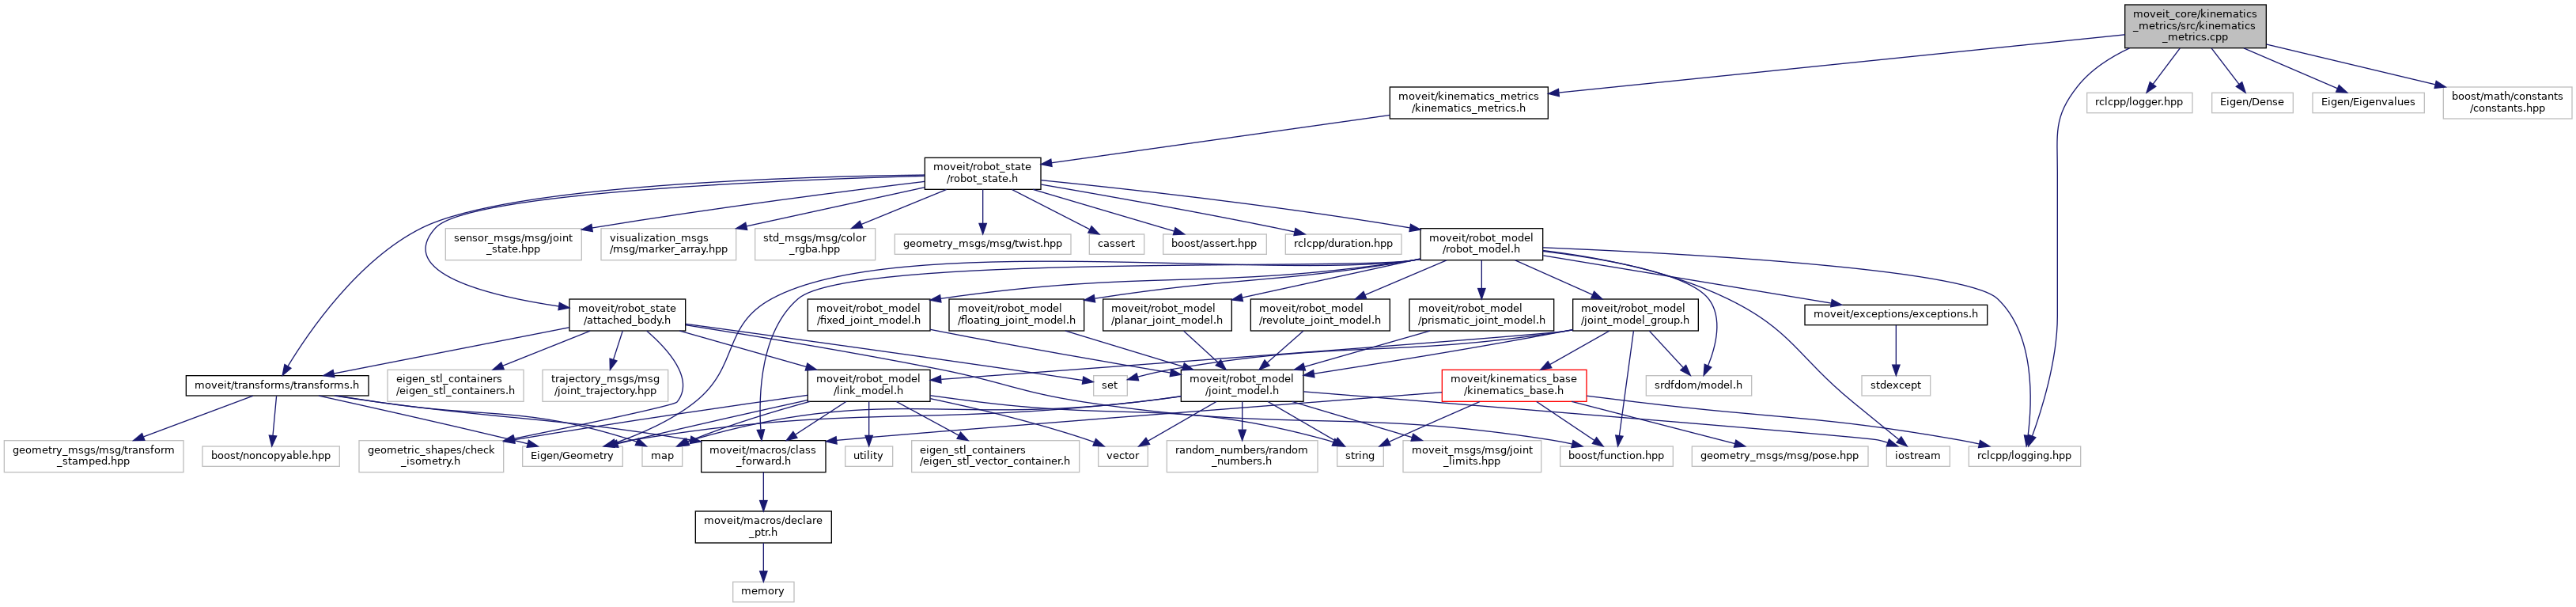 moveit_core/kinematics
_metrics/src/kinematics
_metrics.cpp
moveit/kinematics_metrics
/kinematics_metrics.h
rclcpp/logger.hpp
Eigen/Dense
Eigen/Eigenvalues
boost/math/constants
/constants.hpp
moveit/robot_state
/robot_state.h
sensor_msgs/msg/joint
_state.hpp
visualization_msgs
/msg/marker_array.hpp
std_msgs/msg/color
_rgba.hpp
geometry_msgs/msg/twist.hpp
cassert
boost/assert.hpp
rclcpp/duration.hpp
moveit/robot_model
/robot_model.h
moveit/robot_state
/attached_body.h
moveit/robot_model
/fixed_joint_model.h
moveit/robot_model
/floating_joint_model.h
moveit/robot_model
/planar_joint_model.h
moveit/robot_model
/revolute_joint_model.h
moveit/robot_model
/prismatic_joint_model.h
moveit/robot_model
/joint_model_group.h
moveit/exceptions/exceptions.h
moveit/transforms/transforms.h
eigen_stl_containers
/eigen_stl_containers.h
trajectory_msgs/msg
/joint_trajectory.hpp
moveit/robot_model
/link_model.h
set
moveit/robot_model
/joint_model.h
moveit/kinematics_base
/kinematics_base.h
srdfdom/model.h
stdexcept
geometry_msgs/msg/transform
_stamped.hpp
boost/noncopyable.hpp
geometric_shapes/check
_isometry.h
Eigen/Geometry
map
moveit/macros/class
_forward.h
utility
eigen_stl_containers
/eigen_stl_vector_container.h
vector
random_numbers/random
_numbers.h
string
moveit_msgs/msg/joint
_limits.hpp
boost/function.hpp
geometry_msgs/msg/pose.hpp
iostream
rclcpp/logging.hpp
moveit/macros/declare
_ptr.h
memory